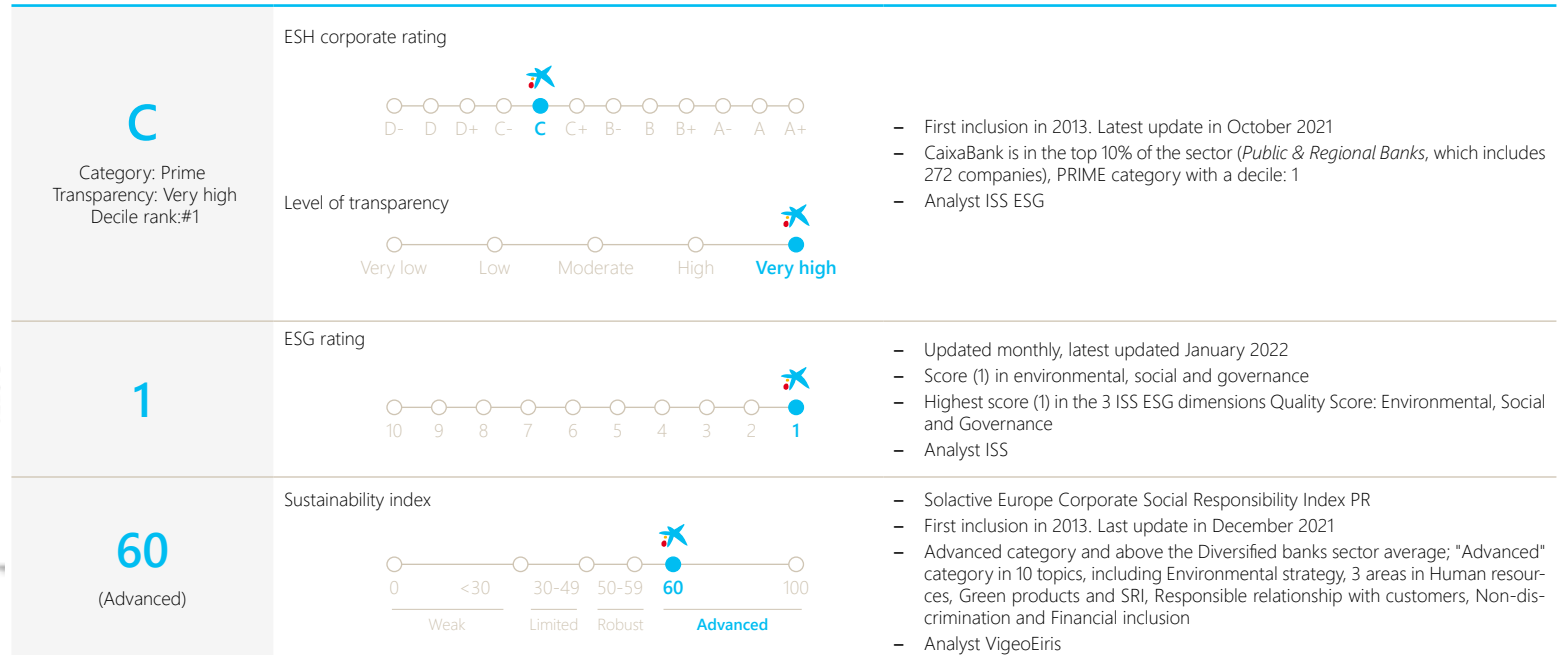 C
Category: Prime
Transparency: Very high
Decile rank:#1
ESH corporate rating
D- D D+ C- C C+ B- B B+ A- A A+
Level of transparency
Very low Low Moderate High Very high
– First inclusion in 2013. Latest update in October 2021
– CaixaBank is in the top 10% of the sector (Public & Regional Banks, which includes
272 companies), PRIME category with a decile: 1
– Analyst ISS ESG
1
ESG rating
10 9 8 7 6 5 4 3 2 1
– Updated monthly, latest updated January 2022
– Score (1) in environmental, social and governance
– Highest score (1) in the 3 ISS ESG dimensions Quality Score: Environmental, Social
and Governance
– Analyst ISS
60
(Advanced)
Sustainability index
0 <30 30-49 50-59 60 100
Weak Limited Robust Advanced
– Solactive Europe Corporate Social Responsibility Index PR
– First inclusion in 2013. Last update in December 2021
– Advanced category and above the Diversified banks sector average; "Advanced"
category in 10 topics, including Environmental strategy, 3 areas in Human resour-
ces, Green products and SRI, Responsible relationship with customers, Non-dis-
crimination and Financial inclusion
– Analyst VigeoEiris